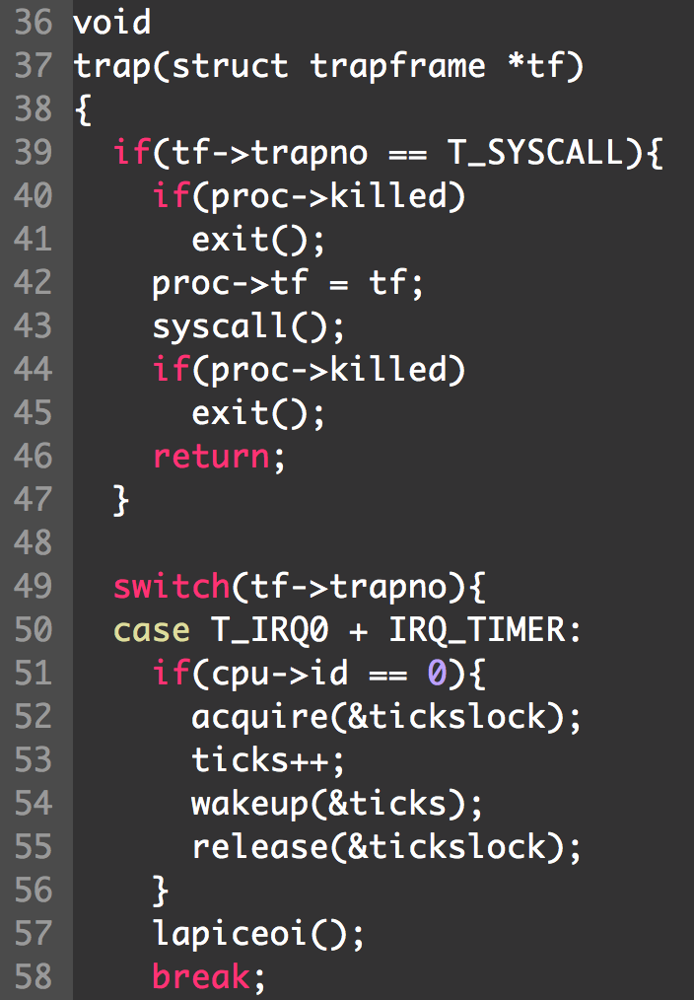 36 void
37 trap(struct trapframe *tf)
38 {
39   if(tf->trapno == T_SYSCALL){
40     if(proc->killed)
41       exit();
42     proc->tf = tf;
43     syscall();
44     if(proc->killed)
45       exit();
46     return;
47   }
48
49   switch(tf->trapno){
50   case T_IRQ0 + IRQ_TIMER:
51     if(cpu->id == 0){
52       acquire(&tickslock);
53       ticks++;
54       wakeup(&ticks);
55       release(&tickslock);
56     }
57     lapiceoi();
58     break;